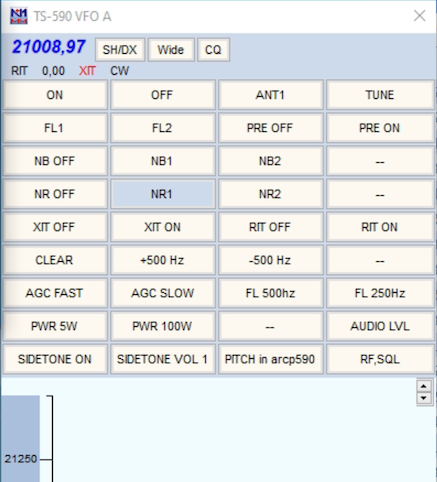 TS-590 VFO A
21008,97 SH/DX Wide CQ
RIT 0,00 XIT CW
ON OFF ANT1 TUNE
FL1 FL2 PRE OFF PRE ON
NB OFF NB1 NB2 --
NR OFF NR1 NR2 --
XIT OFF XIT ON RIT OFF RIT ON
CLEAR +500 Hz -500 Hz --
AGC FAST AGC SLOW FL 500hz FL 250Hz
PWR 5W PWR 100W -- AUDIO LVL
SIDETONE ON SIDETONE VOL 1 PITCH in arcp590 RF,SQL
21250